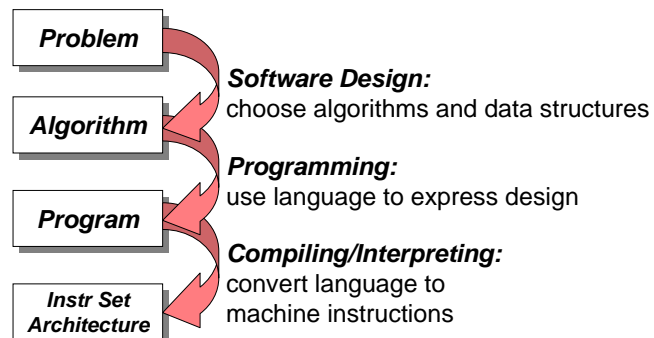 Problem
Software Design:
choose algorithms and data structures
Algorithm
Programming:
use language to express design
Program
Compiling/Interpreting:
convert language to
machine instructions
Instr Set
Architecture